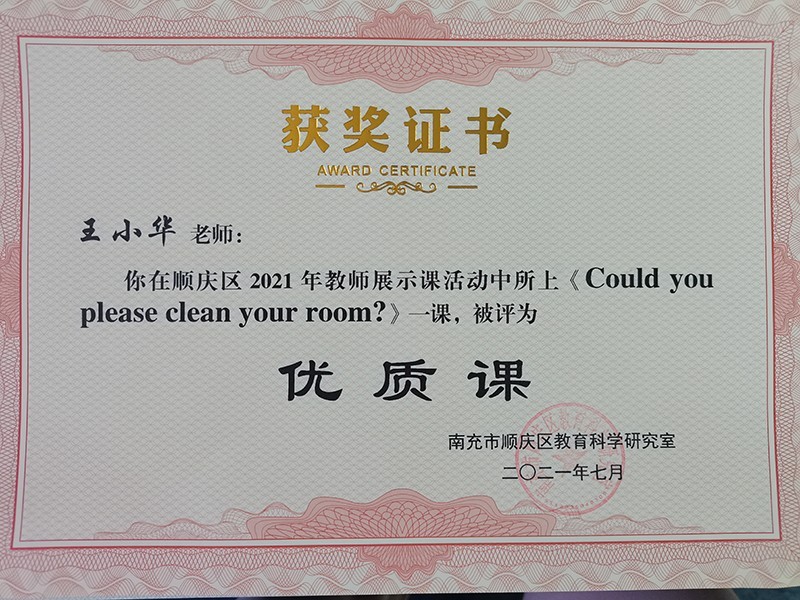 获奖证书
AWARD CERTIFICATE
王小华 老师：
你在顺庆区 2021 年教师展示课活动中所上《Could you
please clean your room?》一课，被评为
优质课
南充市顺庆区教育科学研究室
二〇二一年七月